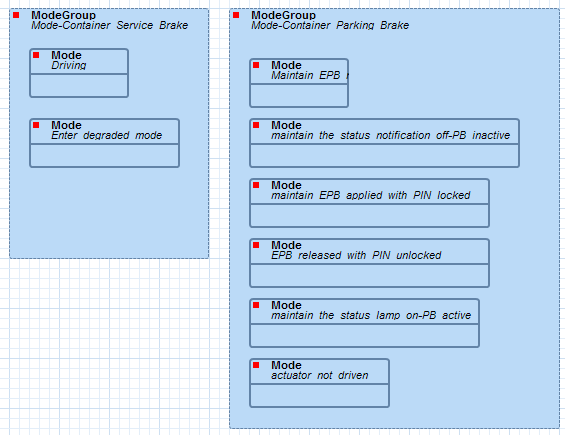 ModeGroup
Mode-Container Service Brake
Mode
Driving
Mode
Enter degraded mode
ModeGroup
Mode-Container Parking Brake
Mode
Maintain EPB
Mode
maintain the status notification off-PB inactive
Mode
maintain EPB applied with PIN locked
Mode
EPB released with PIN unlocked
Mode
maintain the status lamp on-PB active
Mode
actuator not driven